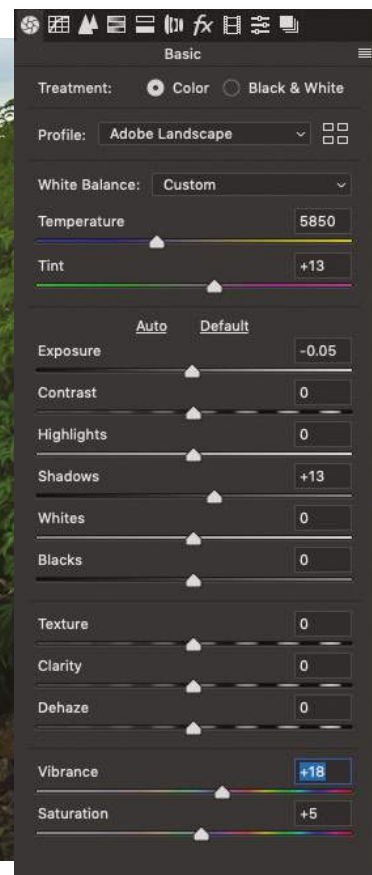 fx
Basic
Treatment: Color Black & White
Profile: Adobe Landscape
White Balance: Custom
Temperature 5850
Tint +13
Auto Default
Exposure -0.05
Contrast 0
Highlights 0
Shadows +13
Whites 0
Blacks 0
Texture 0
Clarity 0
Dehaze 0
Vibrance +18
Saturation +5